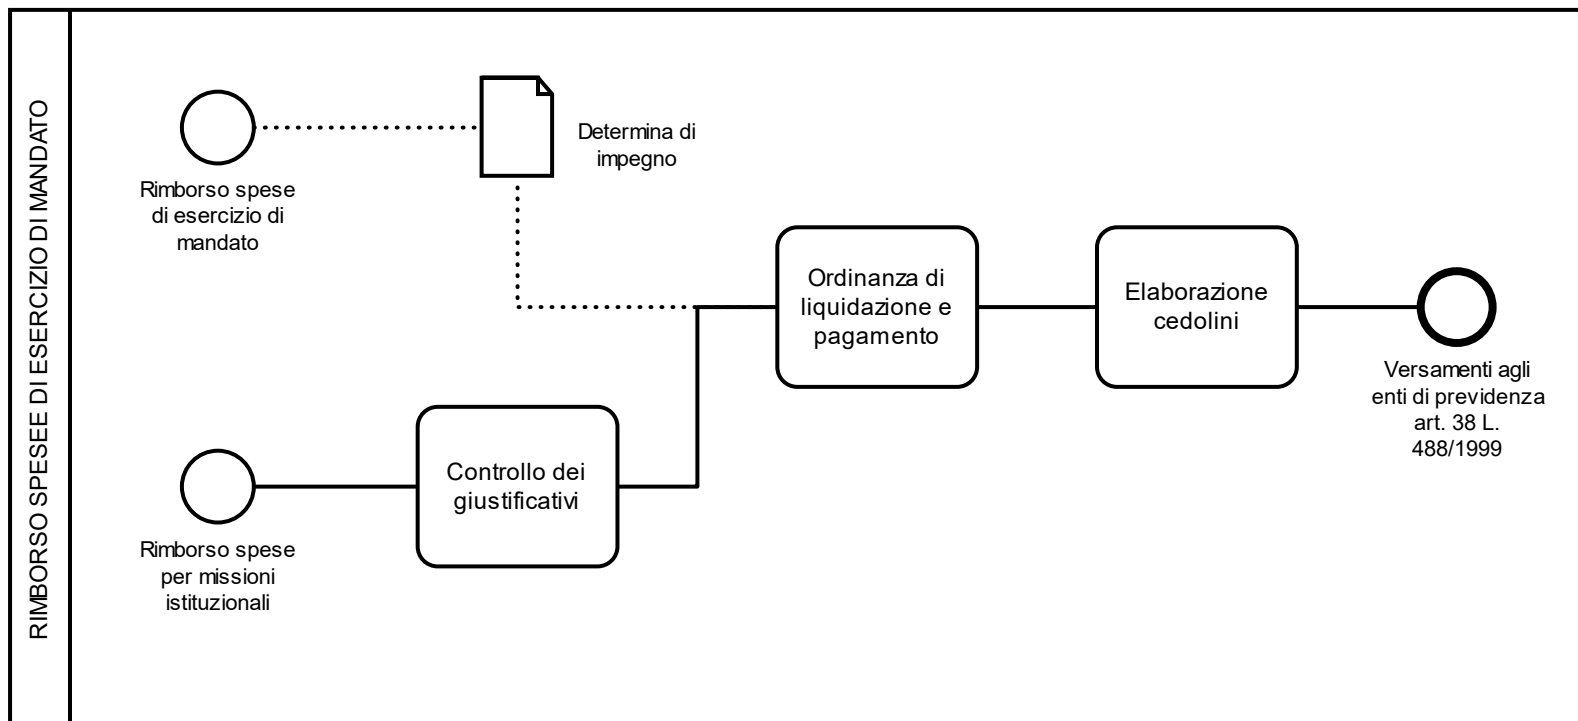 RIMBORSO SPESEE DI ESERCIZIO DI MANDATO
Rimborso spese
di esercizio di
mandato
Determina di
impegno
Ordinanza di
liquidazione e
pagamento
Elaborazione
cedolini
Versamenti agli
enti di previdenza
art. 38 L.
488/1999
Controllo dei
giustificativi
Rimborso spese
per missioni
istituzionali